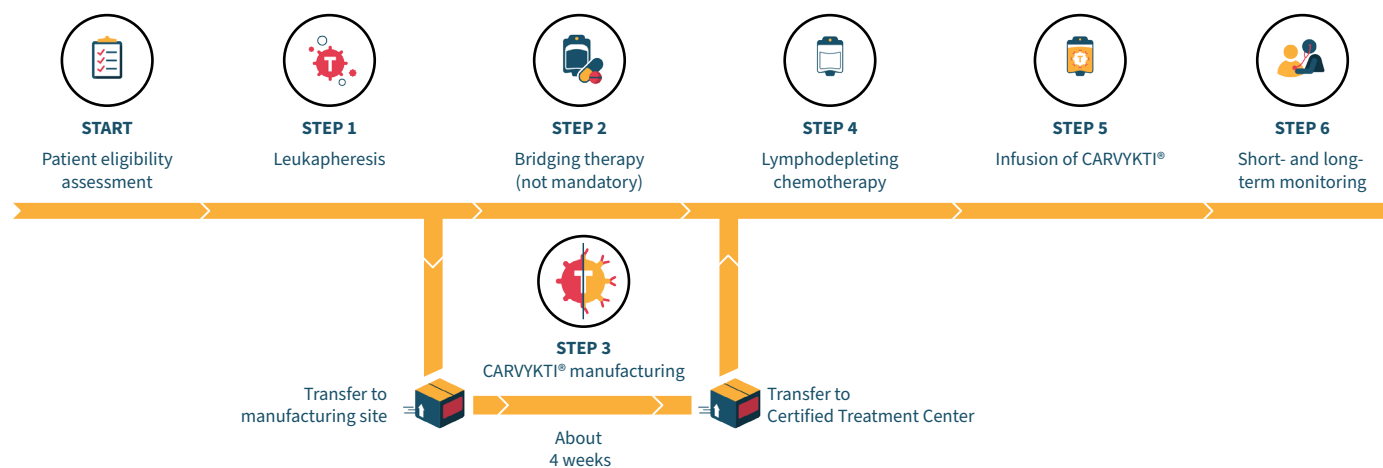 START
Patient eligibility
assessment
STEP 1
Leukapheresis
STEP 2
Bridging therapy
(not mandatory)
STEP 4
Lymphodepleting
chemotherapy
STEP 5
Infusion of CARVYKTI®
STEP 6
Short- and long-
term monitoring
T
T
T
STEP 3
CARVYKTI® manufacturing
Transfer to
manufacturing site
About
4 weeks
Transfer to
Certified Treatment Center